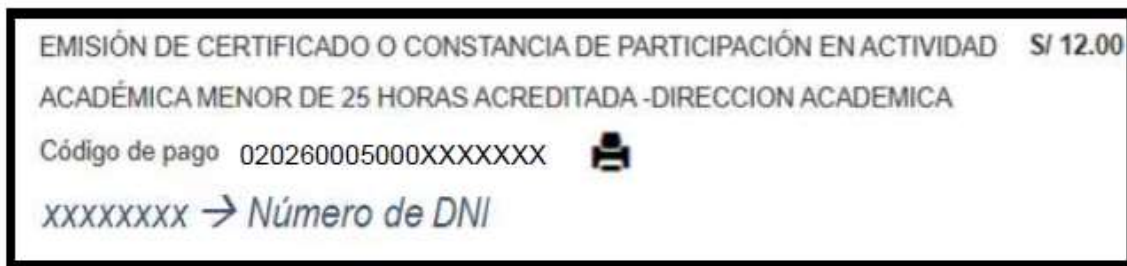 EMISIÓN DE CERTIFICADO O CONSTANCIA DE PARTICIPACIÓN EN ACTIVIDAD S/ 12.00
ACADÉMICA MENOR DE 25 HORAS ACREDITADA -DIRECCION ACADEMICA
Código de pago 020260005000XXXXXXX
xxxxxxxx → Número de DNI